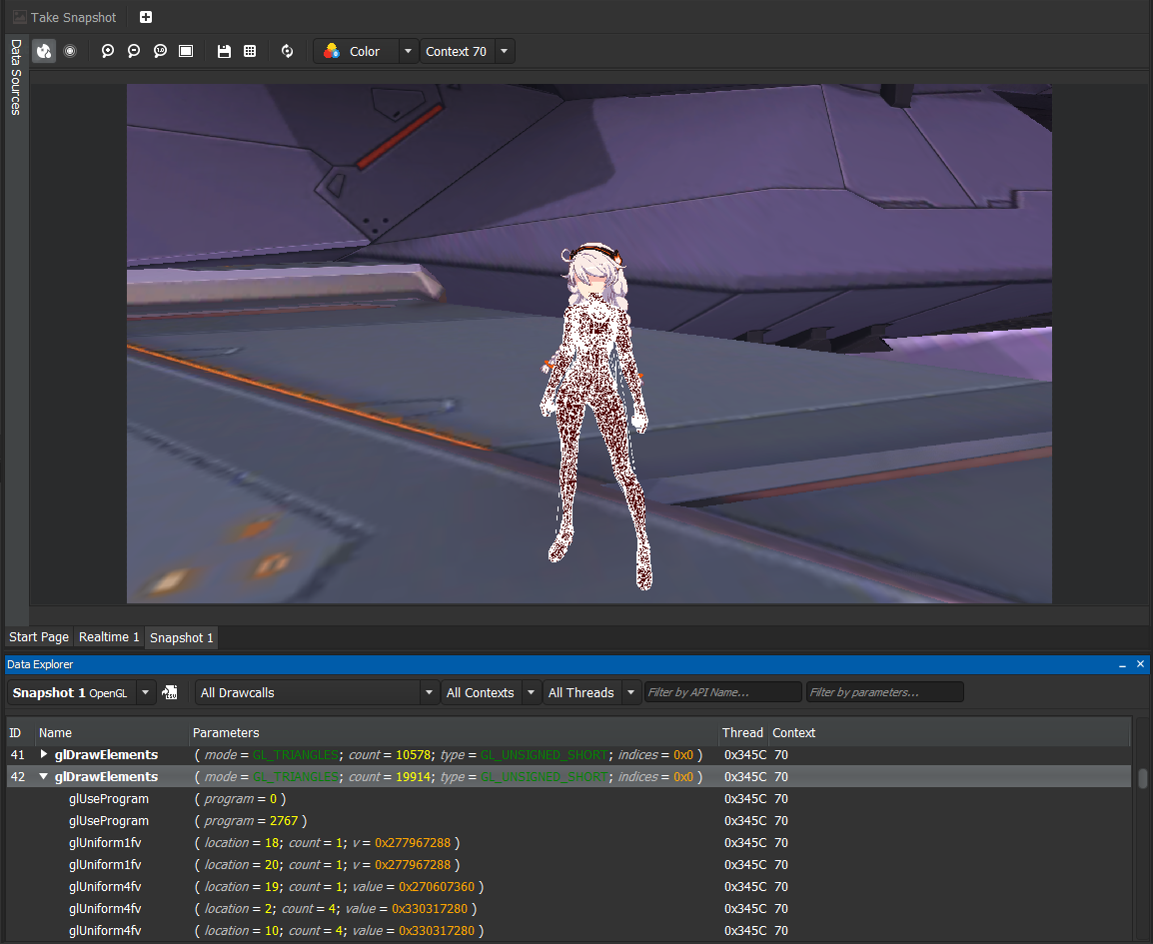 Take Snapshot
Data Sources
1:0 Color Context 70
Start Page Realtime 1 Snapshot 1
Data Explorer
Snapshot 1 OpenGL All Drawcalls All Contexts All Threads Filter by API Name... Filter by parameters...
ID Name Parameters Thread Context
41 glDrawElements ( mode = GL_TRIANGLES; count = 10578; type = GL_UNSIGNED_SHORT; indices = 0x0 ) 0x345C 70
42 glDrawElements ( mode = GL_TRIANGLES; count = 19914; type = GL_UNSIGNED_SHORT; indices = 0x0 ) 0x345C 70
glUseProgram ( program = 0 ) 0x345C 70
glUseProgram ( program = 2767 ) 0x345C 70
glUniform1fv ( location = 18; count = 1; v = 0x277967288 ) 0x345C 70
glUniform1fv ( location = 20; count = 1; v = 0x277967288 ) 0x345C 70
glUniform4fv ( location = 19; count = 1; value = 0x270607360 ) 0x345C 70
glUniform4fv ( location = 2; count = 4; value = 0x330317280 ) 0x345C 70
glUniform4fv ( location = 10; count = 4; value = 0x330317280 ) 0x345C 70